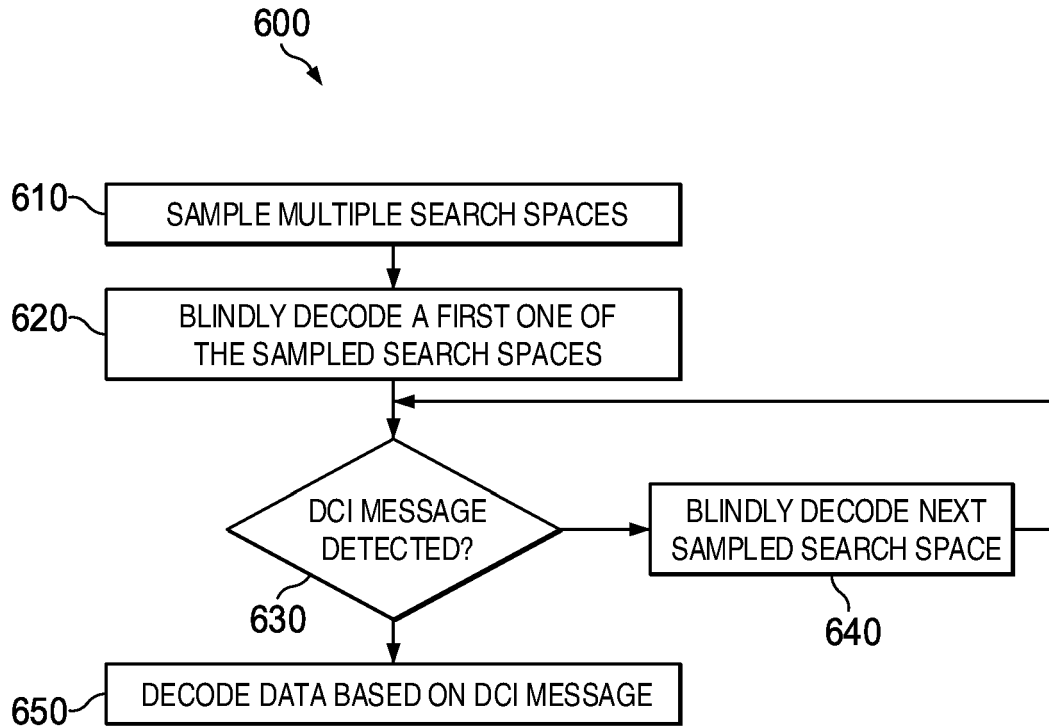 600
610
SAMPLE MULTIPLE SEARCH SPACES
620
BLINDLY DECODE A FIRST ONE OF
THE SAMPLED SEARCH SPACES
DCI MESSAGE
DETECTED?
630
BLINDLY DECODE NEXT
SAMPLED SEARCH SPACE
640
650
DECODE DATA BASED ON DCI MESSAGE